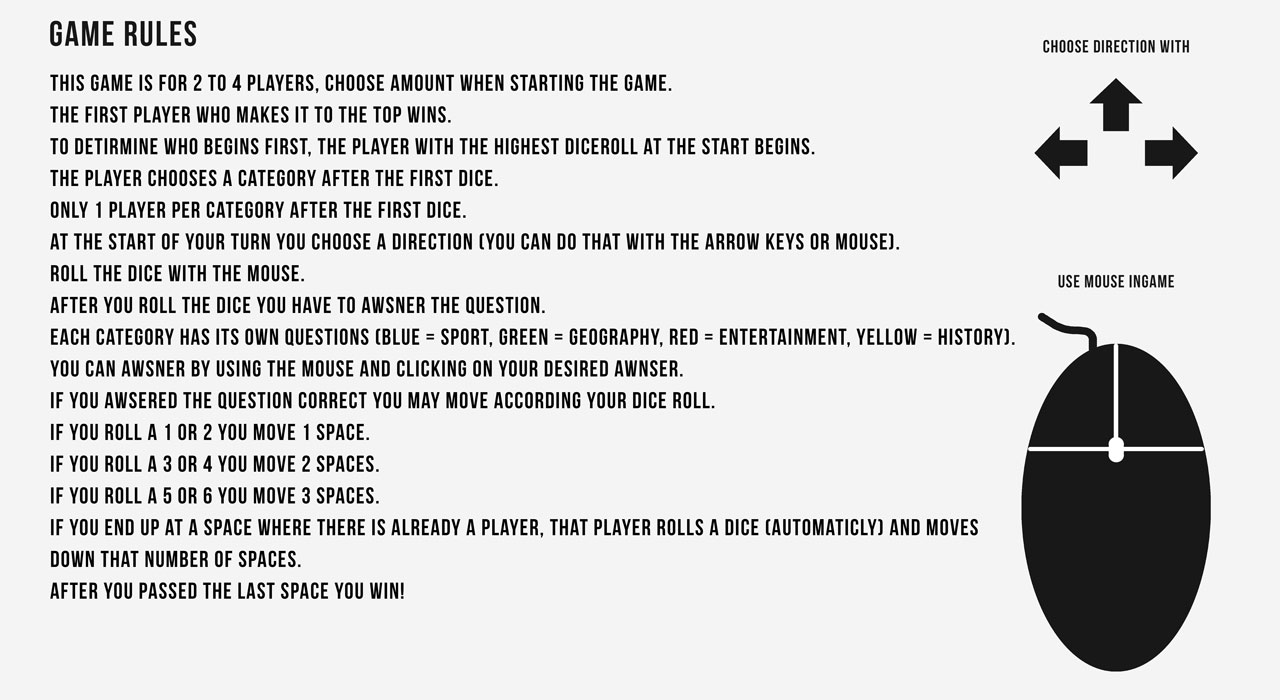 GAME RULES
THIS GAME IS FOR 2 TO 4 PLAYERS, CHOOSE AMOUNT WHEN STARTING THE GAME.
THE FIRST PLAYER WHO MAKES IT TO THE TOP WINS.
TO DETIRMINE WHO BEGINS FIRST, THE PLAYER WITH THE HIGHEST DICEROLL AT THE START BEGINS.
THE PLAYER CHOOSES A CATEGORY AFTER THE FIRST DICE.
ONLY 1 PLAYER PER CATEGORY AFTER THE FIRST DICE.
AT THE START OF YOUR TURN YOU CHOOSE A DIRECTION (YOU CAN DO THAT WITH THE ARROW KEYS OR MOUSE).
ROLL THE DICE WITH THE MOUSE.
AFTER YOU ROLL THE DICE YOU HAVE TO AWSNER THE QUESTION.
EACH CATEGORY HAS ITS OWN QUESTIONS (BLUE = SPORT, GREEN = GEOGRAPHY, RED = ENTERTAINMENT, YELLOW = HISTORY).
YOU CAN AWSNER BY USING THE MOUSE AND CLICKING ON YOUR DESIRED AWNSER.
IF YOU AWSERED THE QUESTION CORRECT YOU MAY MOVE ACCORDING YOUR DICE ROLL.
IF YOU ROLL A 1 OR 2 YOU MOVE 1 SPACE.
IF YOU ROLL A 3 OR 4 YOU MOVE 2 SPACES.
IF YOU ROLL A 5 OR 6 YOU MOVE 3 SPACES.
IF YOU END UP AT A SPACE WHERE THERE IS ALREADY A PLAYER, THAT PLAYER ROLLS A DICE (AUTOMATICLY) AND MOVES
DOWN THAT NUMBER OF SPACES.
AFTER YOU PASSED THE LAST SPACE YOU WIN!
CHOOSE DIRECTION WITH
USE MOUSE INGAME